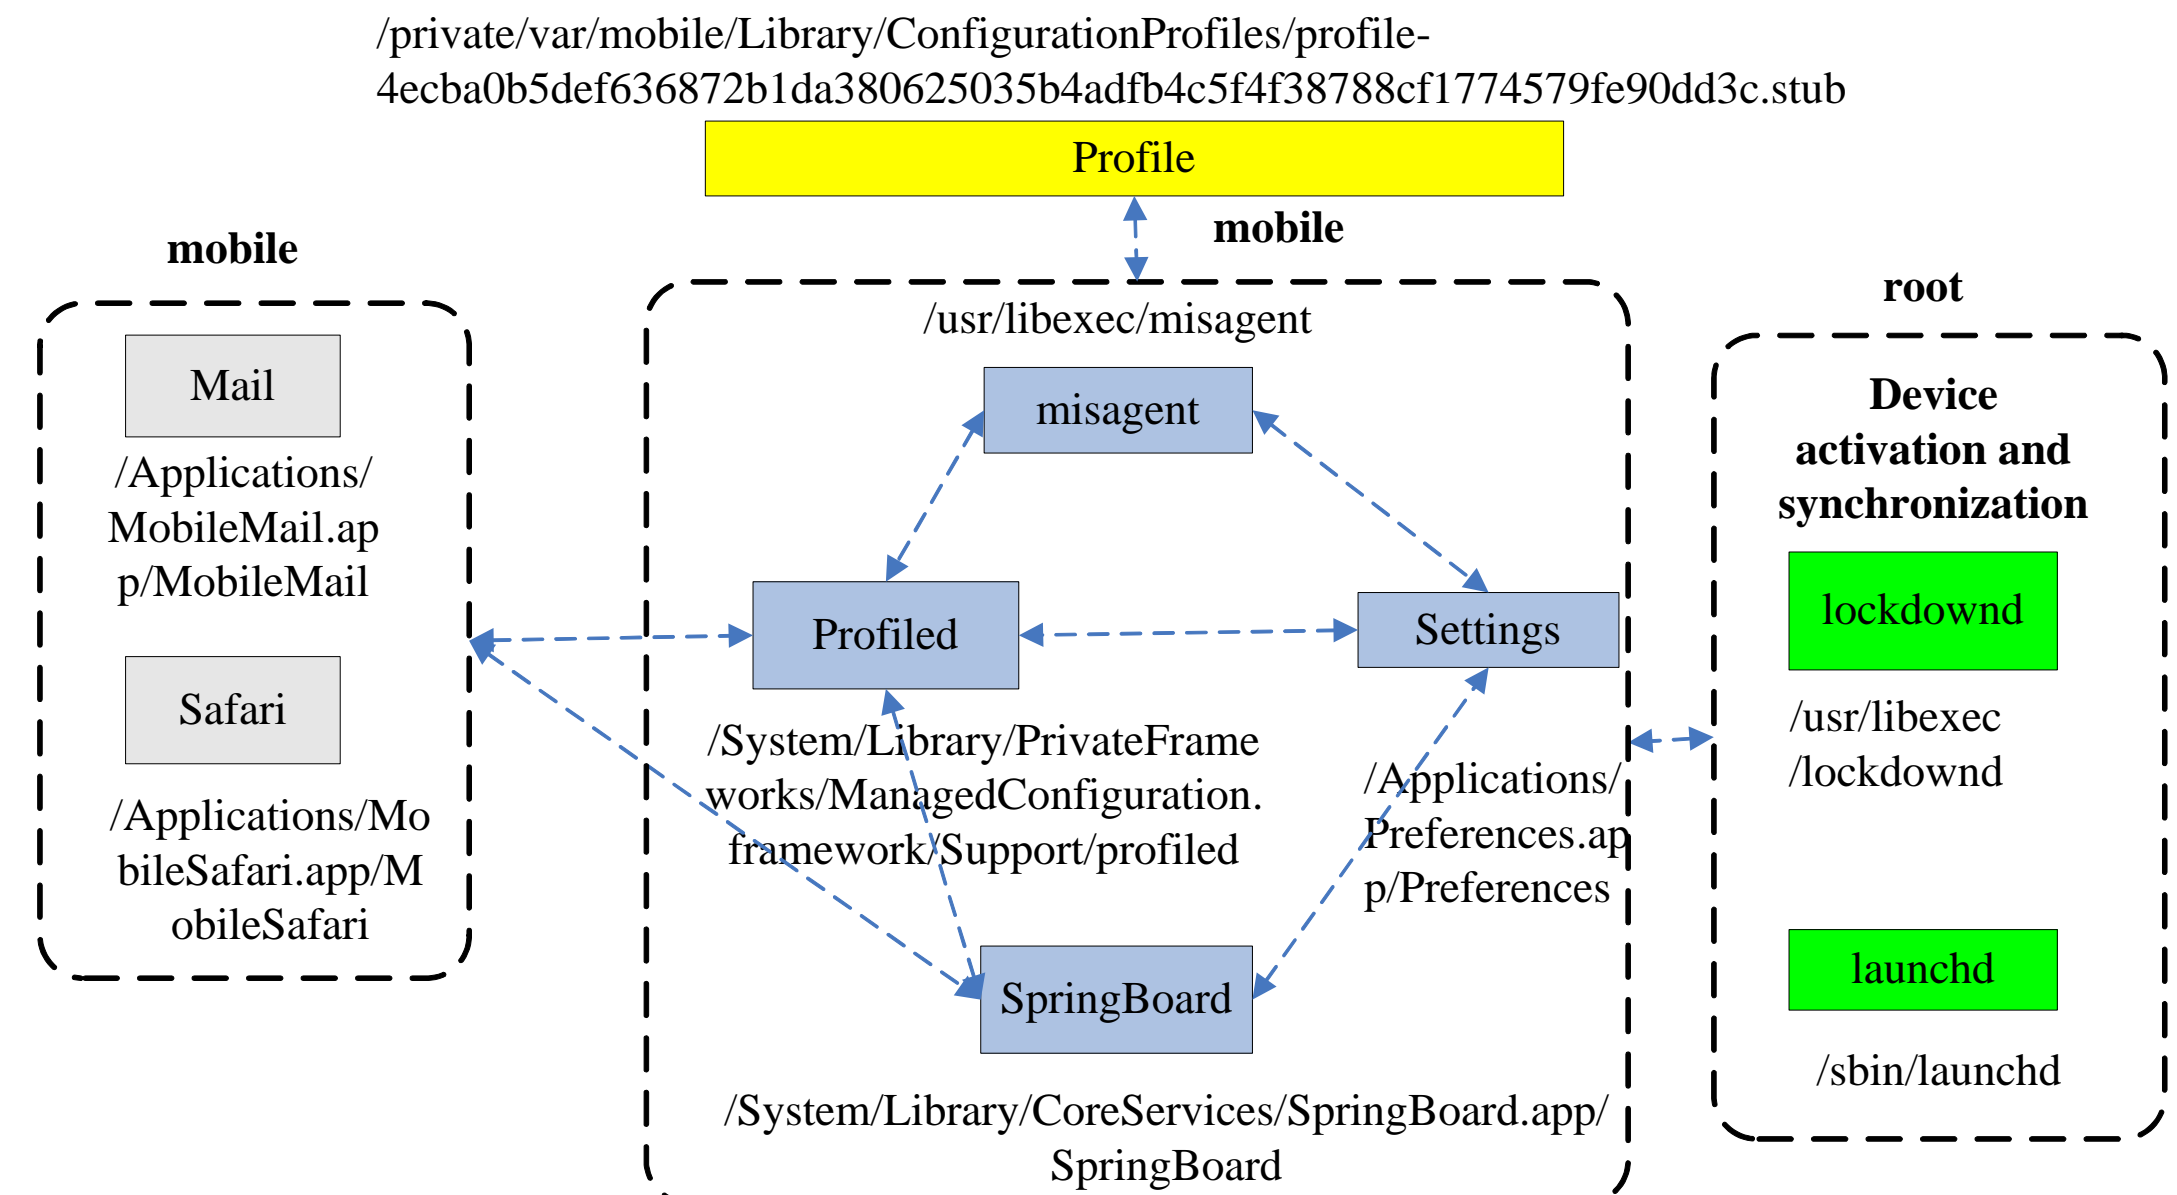 /private/var/mobile/Library/ConfigurationProfiles/profile-
4ecba0b5def636872b1da380625035b4adfb4c5f4f38788cf1774579fe90dd3c.stub
Profile
mobile
mobile
Mail
/Applications/
MobileMail.ap
p/MobileMail
Safari
/Applications/Mo
bileSafari.app/M
obileSafari
/usr/libexec/misagent
misagent
Profiled
Settings
/System/Library/PrivateFrame
works/ManagedConfiguration.
framework/Support/profiled
/Applications/
Preferences.ap
p/Preferences
SpringBoard
/System/Library/CoreServices/SpringBoard.app/
SpringBoard
root
Device
activation and
synchronization
lockdownd
/usr/libexec
/lockdownd
launchd
/sbin/launchd